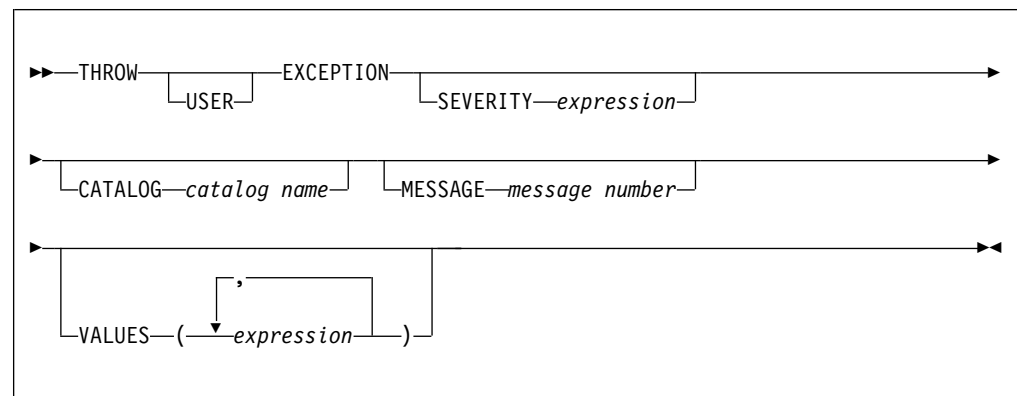 THROW EXCEPTION
USER SEVERITY expression
CATALOG catalog name MESSAGE message number
,
VALUES ( expression )